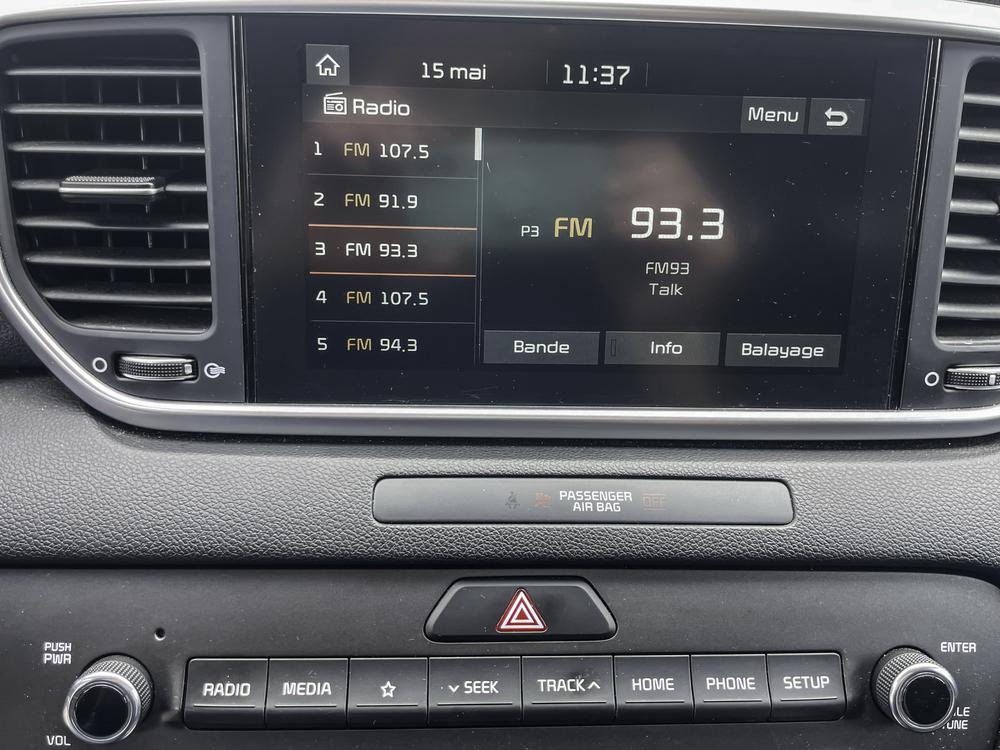 15 mai 11:37
Radio Menu
1 FM 107.5
2 FM 91.9
3 FM 93.3
4 FM 107.5
5 FM 94.3
P3 FM 93.3
FM93
Talk
Bande Info Balayage
PASSENGER
AIR BAG OFF
PUSH
PWR
VOL
RADIO MEDIA SEEK TRACK HOME PHONE SETUP
ENTER